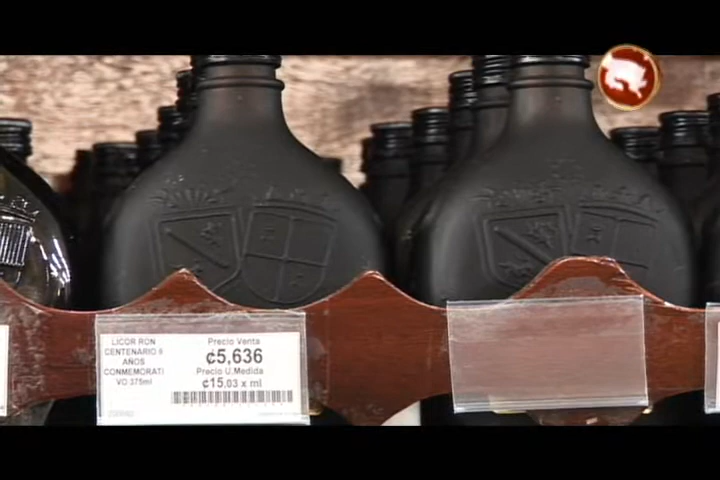 LICOR RON
CENTENARIO 9
AÑOS
CONMEMORATI
VO 375ml
Precio Venta
₡5,636
Precio U.Medida
₡15.03 x ml